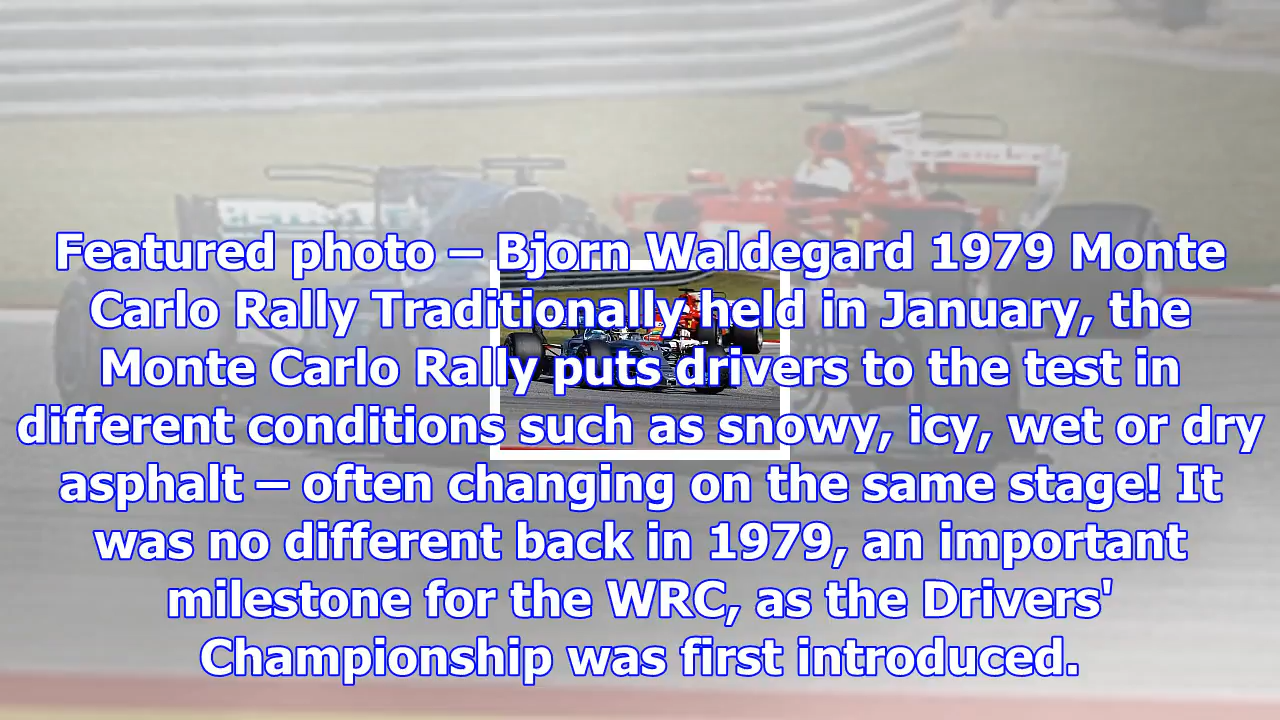 Featured photo – Bjorn Waldegard 1979 Monte
Carlo Rally Traditionally held in January, the
Monte Carlo Rally puts drivers to the test in
different conditions such as snowy, icy, wet or dry
asphalt – often changing on the same stage! It
was no different back in 1979, an important
milestone for the WRC, as the Drivers'
Championship was first introduced.